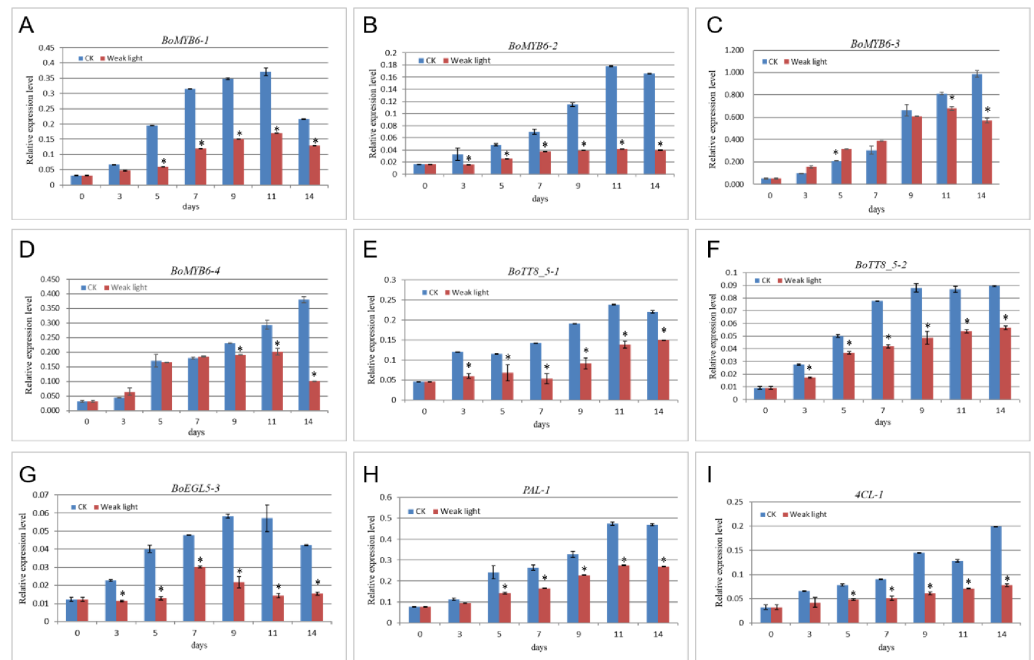 A
BoMYB6-1
CK Weak light
Relative expression level
0.45
0.4
0.35
0.3
0.25
0.2
0.15
0.1
0.05
0 3 5 7 9 11 14
days
B
BoMYB6-2
CK Weak light
Relative expression level
0.2
0.18
0.16
0.14
0.12
0.1
0.08
0.06
0.04
0.02
0
0 3 5 7 9 11 14
days
C
BoMYB6-3
CK Weak light
Relative expression level
1.200
1.000
0.800
0.600
0.400
0.200
0.000
0 3 5 7 9 11 14
days
D
BoMYB6-4
CK Weak light
Relative expression level
0.450
0.400
0.350
0.300
0.250
0.200
0.150
0.100
0.050
0.000
0 3 5 7 9 11 14
days
E
BoTT8_5-1
CK Weak light
Relative expression level
0.3
0.25
0.2
0.15
0.1
0.05
0
0 3 5 7 9 11 14
days
F
BoTT8_5-2
CK Weak light
Relative expression level
0.1
0.09
0.08
0.07
0.06
0.05
0.04
0.03
0.02
0.01
0
0 3 5 7 9 11 14
days
G
BoEGL5-3
CK Weak light
Relative expression level
0.07
0.06
0.05
0.04
0.03
0.02
0.01
0
0 3 5 7 9 11 14
days
H
PAL-1
CK Weak light
Relative expression level
0.6
0.5
0.4
0.3
0.2
0.1
0
0 3 5 7 9 11 14
days
I
4CL-1
CK Weak light
Relative expression level
0.25
0.2
0.15
0.1
0.05
0
0 3 5 7 9 11 14
days